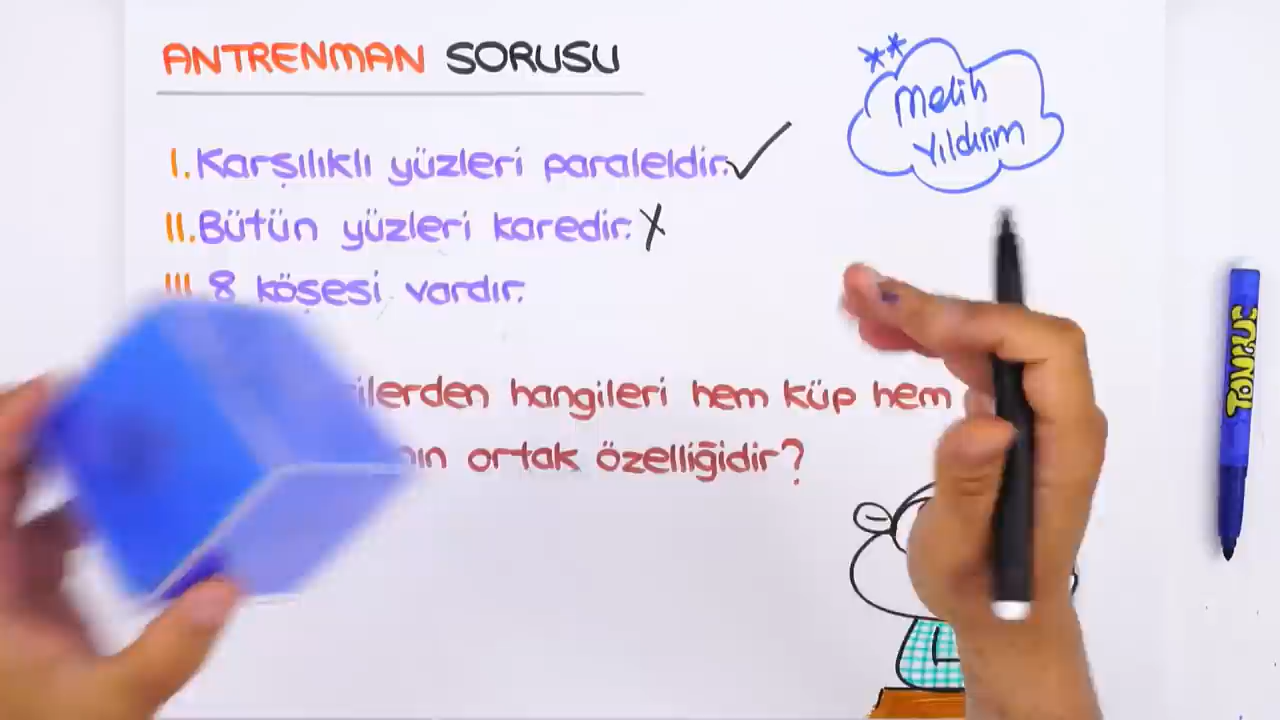 ANTRENMAN SORUSU
** Melih
Yıldırım
I. Karşılıklı yüzleri paraleldir. ✓
II. Bütün yüzleri karedir. X
III. 8 köşesi vardır.
hangileri hem küp hem
ortak özelliğidir?